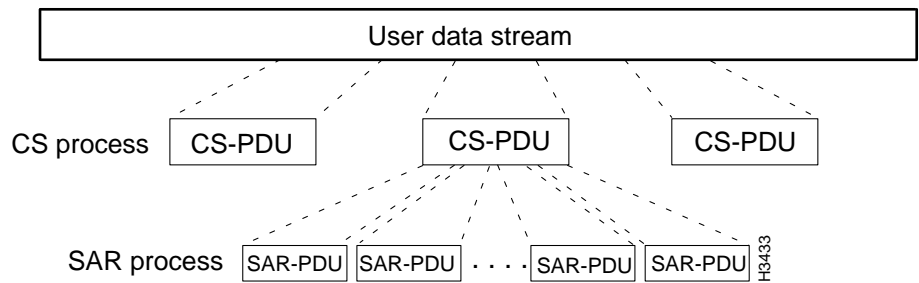 User data stream
CS process CS-PDU CS-PDU CS-PDU
SAR process SAR-PDU SAR-PDU . . . . SAR-PDU SAR-PDU
H3433